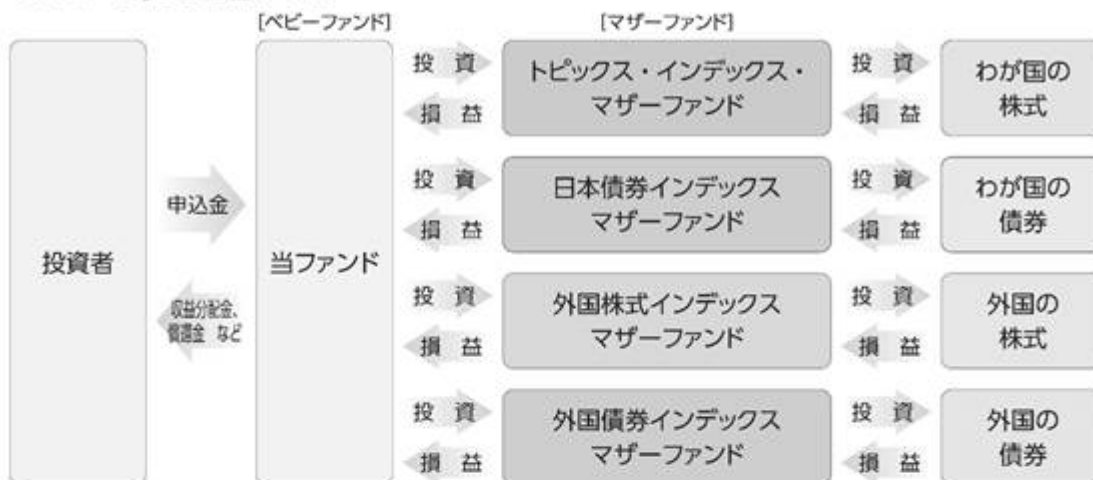 [ベビーファンド]
[マザーファンド]
投資者
申込金
収益分配金、
償還金 など
当ファンド
投 資
損 益
トピックス・インデックス・
マザーファンド
投 資
損 益
わが国の
株式
投 資
損 益
日本債券インデックス
マザーファンド
投 資
損 益
わが国の
債券
投 資
損 益
外国株式インデックス
マザーファンド
投 資
損 益
外国の
株式
投 資
損 益
外国債券インデックス
マザーファンド
投 資
損 益
外国の
債券